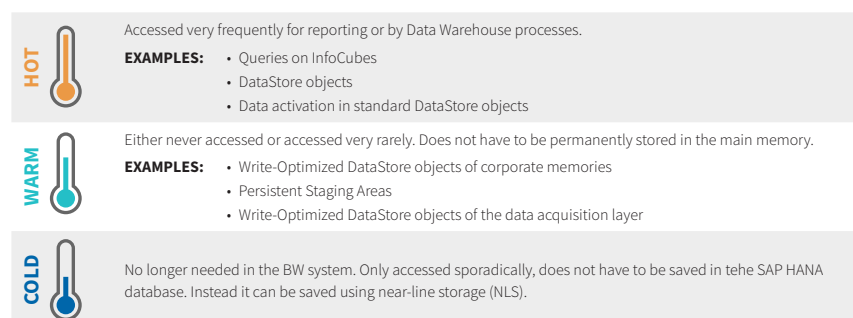 HOT
Accessed very frequently for reporting or by Data Warehouse processes.
EXAMPLES: • Queries on InfoCubes
• DataStore objects
• Data activation in standard DataStore objects
WARM
Either never accessed or accessed very rarely. Does not have to be permanently stored in the main memory.
EXAMPLES: • Write-Optimized DataStore objects of corporate memories
• Persistent Staging Areas
• Write-Optimized DataStore objects of the data acquisition layer
COLD
No longer needed in the BW system. Only accessed sporadically, does not have to be saved in tehe SAP HANA
database. Instead it can be saved using near-line storage (NLS).